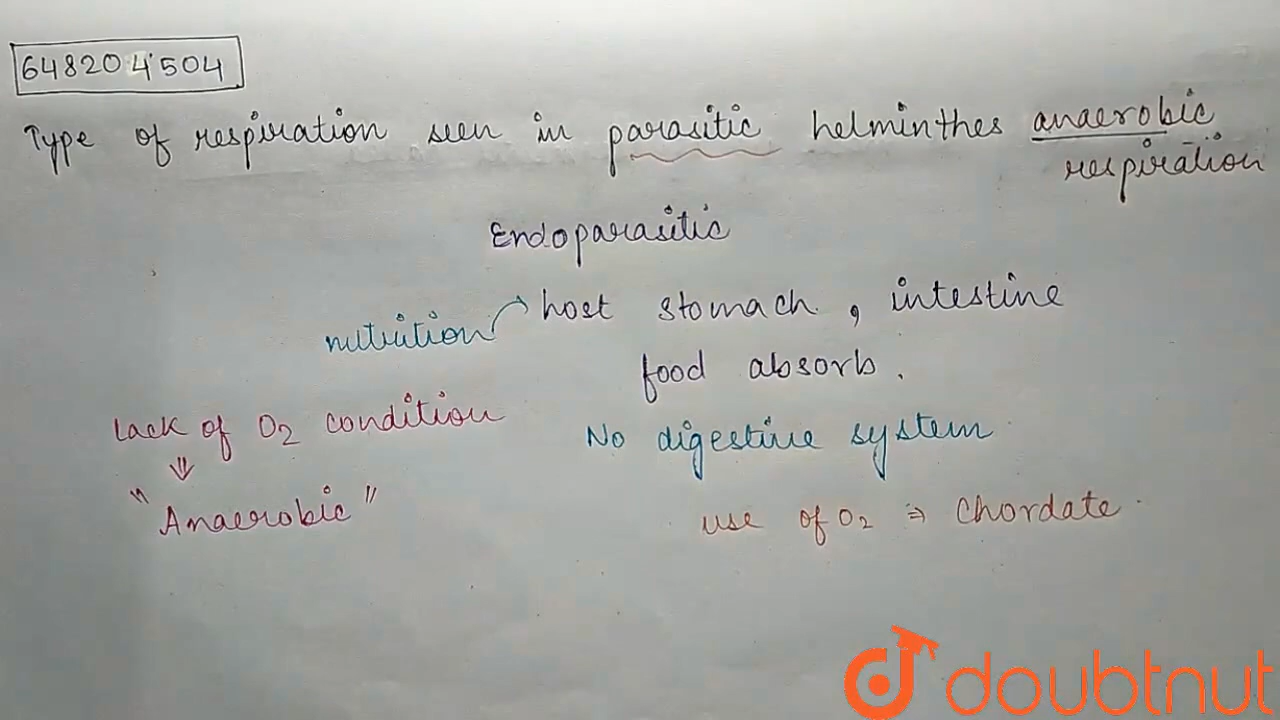 648204504
Type of respiration seen in parasitic helminthes anaerobic
respiration
Endoparasitic
nutrition host stomach, intestine
food absorb.
lack of O2 condition
No digestive system
⇓
"Anaerobic"
use of O2 ⇒ Chordate.
doubtnut